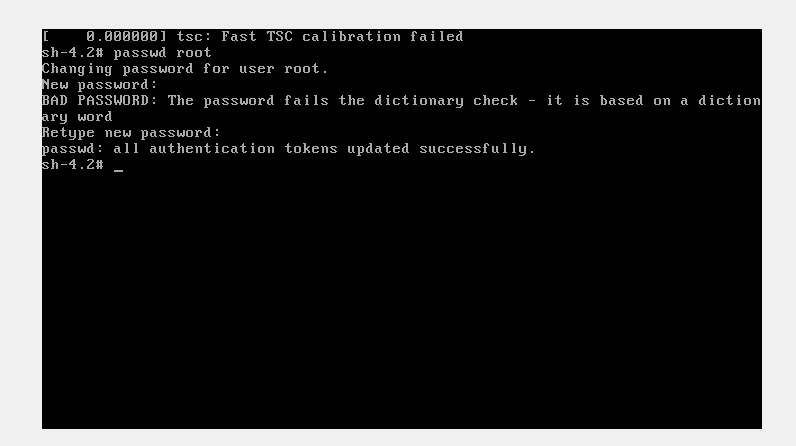 [    0.000000] tsc: Fast TSC calibration failed
sh-4.2# passwd root
Changing password for user root.
New password:
BAD PASSWORD: The password fails the dictionary check - it is based on a diction
ary word
Retype new password:
passwd: all authentication tokens updated successfully.
sh-4.2# _